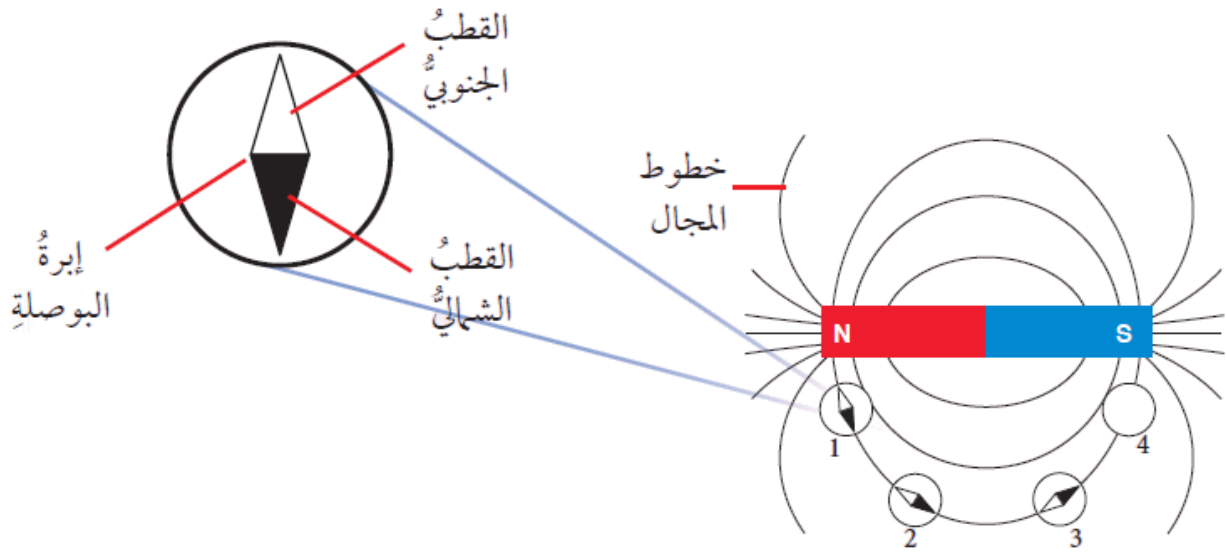 القطبُ
الجنوبيُّ
خطوط
المجال
إبرةُ
البوصلةِ
القطبُ
الشماليُّ
N
S
1
4
2
3